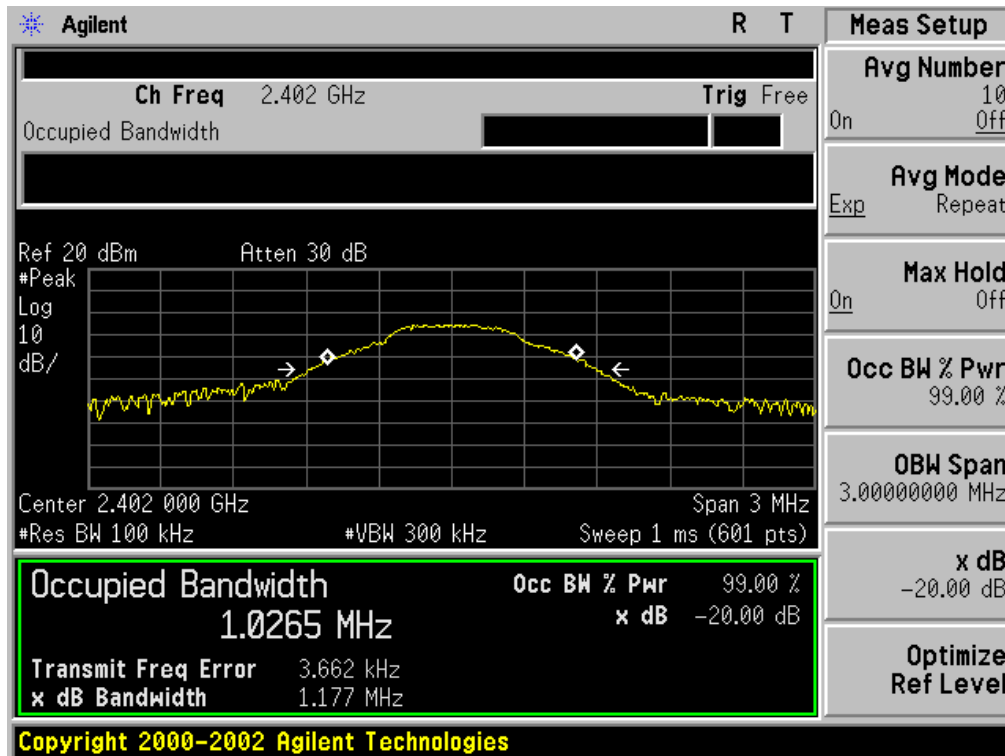 Agilent R T
Ch Freq 2.402 GHz Trig Free
Occupied Bandwidth
Ref 20 dBm Atten 30 dB
#Peak
Log
10
dB/
Center 2.402 000 GHz Span 3 MHz
#Res BW 100 kHz #VBW 300 kHz Sweep 1 ms (601 pts)
Occupied Bandwidth Occ BW % Pwr 99.00 %
1.0265 MHz x dB -20.00 dB
Transmit Freq Error 3.662 kHz
x dB Bandwidth 1.177 MHz
Copyright 2000-2002 Agilent Technologies
Meas Setup
Avg Number
10
On Off
Avg Mode
Exp Repeat
Max Hold
On Off
Occ BW % Pwr
99.00 %
OBW Span
3.00000000 MHz
x dB
-20.00 dB
Optimize
Ref Level